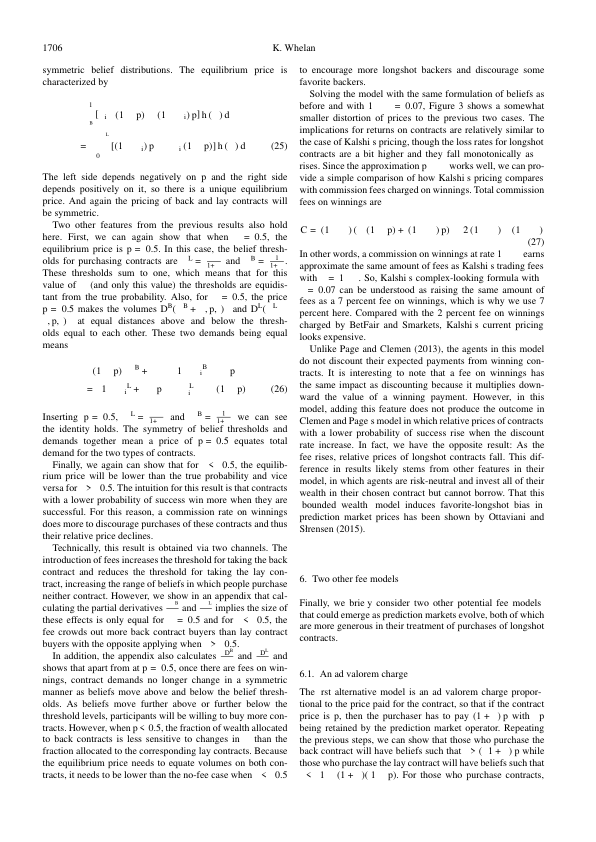 1706
K. Whelan
symmetric belief distributions. The equilibrium price is
characterized by
1
[ i (1 p) (1 i) p] h ( ) d
B
L
= [(1 i) p i (1 p)] h ( ) d (25)
0
The left side depends negatively on p and the right side
depends positively on it, so there is a unique equilibrium
price. And again the pricing of back and lay contracts will
be symmetric.
Two other features from the previous results also hold
here. First, we can again show that when = 0.5, the
equilibrium price is p = 0.5. In this case, the belief thresh-
olds for purchasing contracts are L = 1+ and B = 1 1+ .
These thresholds sum to one, which means that for this
value of (and only this value) the thresholds are equidis-
tant from the true probability. Also, for = 0.5, the price
p = 0.5 makes the volumes DB( B + , p, ) and DL( L
, p, ) at equal distances above and below the thresh-
olds equal to each other. These two demands being equal
means
(1 p) B + 1 iB p
= 1 iL + p iL (1 p) (26)
Inserting p = 0.5, L = 1+ and B = 1 1+ we can see
the identity holds. The symmetry of belief thresholds and
demands together mean a price of p = 0.5 equates total
demand for the two types of contracts.
Finally, we again can show that for < 0.5, the equilib-
rium price will be lower than the true probability and vice
versa for > 0.5. The intuition for this result is that contracts
with a lower probability of success win more when they are
successful. For this reason, a commission rate on winnings
does more to discourage purchases of these contracts and thus
their relative price declines.
Technically, this result is obtained via two channels. The
introduction of fees increases the threshold for taking the back
contract and reduces the threshold for taking the lay con-
tract, increasing the range of beliefs in which people purchase
neither contract. However, we show in an appendix that cal-
culating the partial derivatives B and L implies the size of
these effects is only equal for = 0.5 and for < 0.5, the
fee crowds out more back contract buyers than lay contract
buyers with the opposite applying when > 0.5.
In addition, the appendix also calculates DB and DL and
shows that apart from at p = 0.5, once there are fees on win-
nings, contract demands no longer change in a symmetric
manner as beliefs move above and below the belief thresh-
olds. As beliefs move further above or further below the
threshold levels, participants will be willing to buy more con-
tracts. However, when p < 0.5, the fraction of wealth allocated
to back contracts is less sensitive to changes in than the
fraction allocated to the corresponding lay contracts. Because
the equilibrium price needs to equate volumes on both con-
tracts, it needs to be lower than the no-fee case when < 0.5
to encourage more longshot backers and discourage some
favorite backers.
Solving the model with the same formulation of beliefs as
before and with 1 = 0.07, Figure 3 shows a somewhat
smaller distortion of prices to the previous two cases. The
implications for returns on contracts are relatively similar to
the case of Kalshi s pricing, though the loss rates for longshot
contracts are a bit higher and they fall monotonically as
rises. Since the approximation p works well, we can pro-
vide a simple comparison of how Kalshi s pricing compares
with commission fees charged on winnings. Total commission
fees on winnings are
C = (1 ) ( (1 p) + (1 ) p) 2 (1 ) (1 )
(27)
In other words, a commission on winnings at rate 1 earns
approximate the same amount of fees as Kalshi s trading fees
with = 1 . So, Kalshi s complex-looking formula with
= 0.07 can be understood as raising the same amount of
fees as a 7 percent fee on winnings, which is why we use 7
percent here. Compared with the 2 percent fee on winnings
charged by BetFair and Smarkets, Kalshi s current pricing
looks expensive.
Unlike Page and Clemen (2013), the agents in this model
do not discount their expected payments from winning con-
tracts. It is interesting to note that a fee on winnings has
the same impact as discounting because it multiplies down-
ward the value of a winning payment. However, in this
model, adding this feature does not produce the outcome in
Clemen and Page s model in which relative prices of contracts
with a lower probability of success rise when the discount
rate increase. In fact, we have the opposite result: As the
fee rises, relative prices of longshot contracts fall. This dif-
ference in results likely stems from other features in their
model, in which agents are risk-neutral and invest all of their
wealth in their chosen contract but cannot borrow. That this
bounded wealth model induces favorite-longshot bias in
prediction market prices has been shown by Ottaviani and
Sřrensen (2015).
6. Two other fee models
Finally, we brie y consider two other potential fee models
that could emerge as prediction markets evolve, both of which
are more generous in their treatment of purchases of longshot
contracts.
6.1. An ad valorem charge
The rst alternative model is an ad valorem charge propor-
tional to the price paid for the contract, so that if the contract
price is p, then the purchaser has to pay (1 + ) p with p
being retained by the prediction market operator. Repeating
the previous steps, we can show that those who purchase the
back contract will have beliefs such that > ( 1 + ) p while
those who purchase the lay contract will have beliefs such that
< 1 (1 + )( 1 p). For those who purchase contracts,